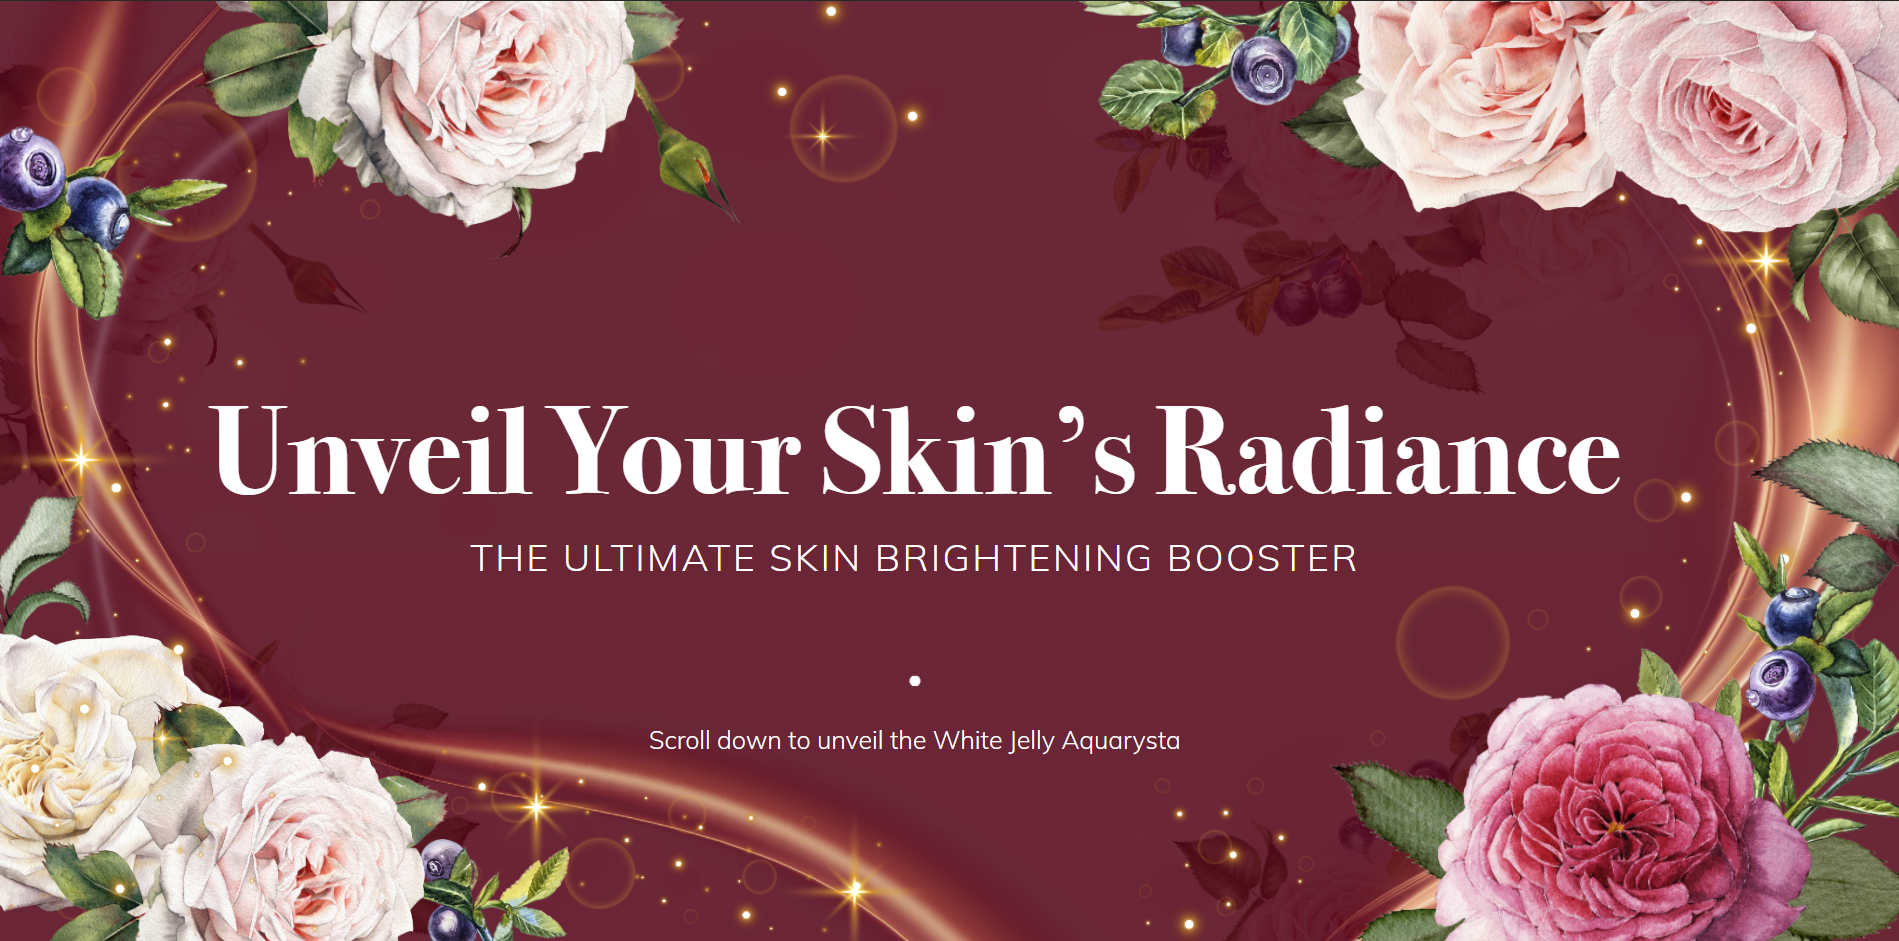 Unveil Your Skin’s Radiance
THE ULTIMATE SKIN BRIGHTENING BOOSTER
Scroll down to unveil the White Jelly Aquarysta